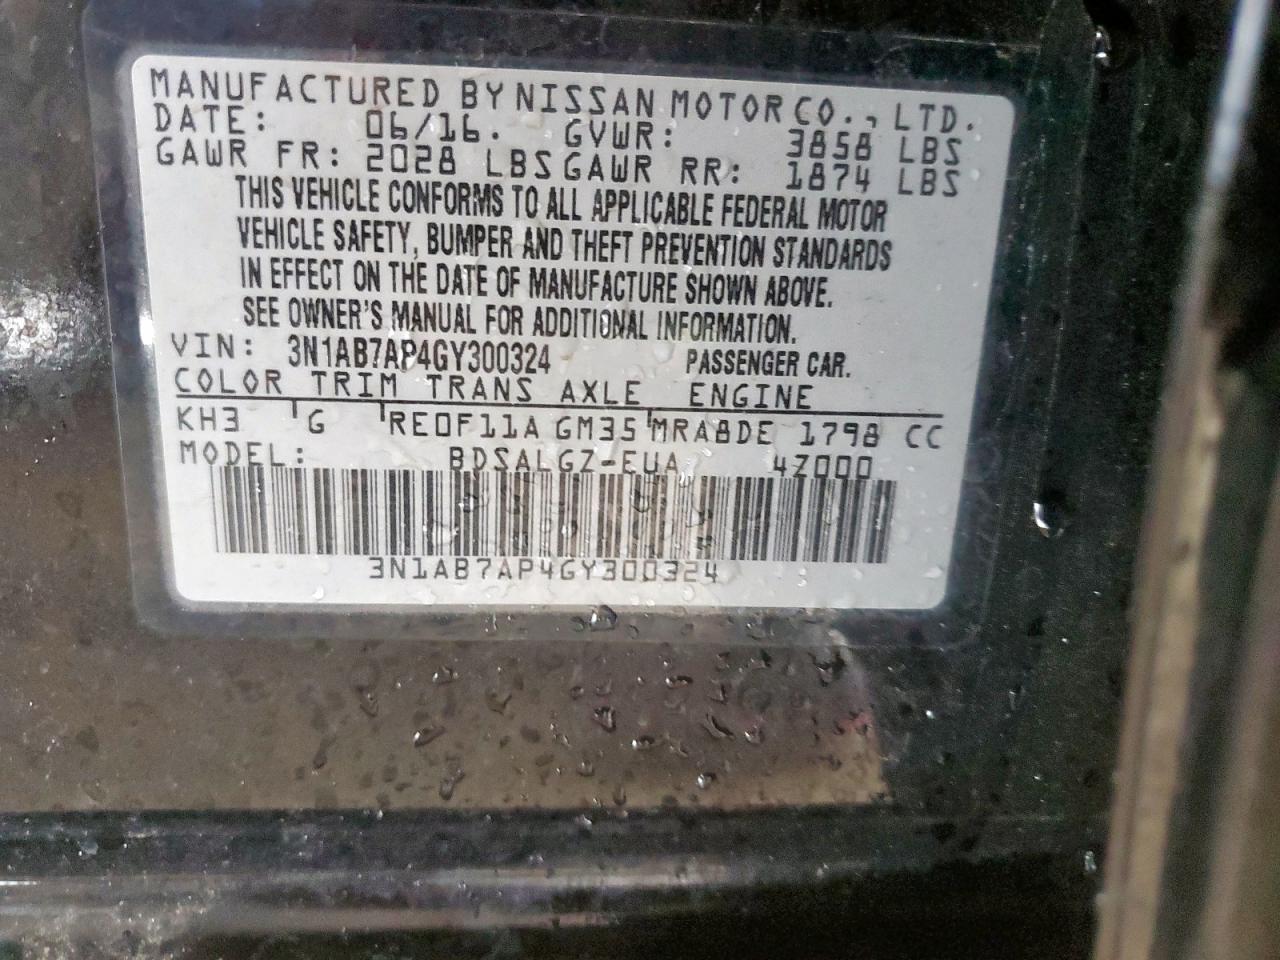 MANUFACTURED BY NISSAN MOTOR CO., LTD.
DATE: 06/16. GVWR: 3858 LBS
GAWR FR: 2028 LBS GAWR RR: 1874 LBS
THIS VEHICLE CONFORMS TO ALL APPLICABLE FEDERAL MOTOR
VEHICLE SAFETY, BUMPER AND THEFT PREVENTION STANDARDS
IN EFFECT ON THE DATE OF MANUFACTURE SHOWN ABOVE.
SEE OWNER'S MANUAL FOR ADDITIONAL INFORMATION.
VIN: 3N1AB7AP4GY300324 PASSENGER CAR.
COLOR TRIM TRANS AXLE ENGINE
KH3 G RE0F11A GM35 MRA8DE 1798 CC
MODEL: BDSALGZ-EUA 4Z000
3N1AB7AP4GY300324